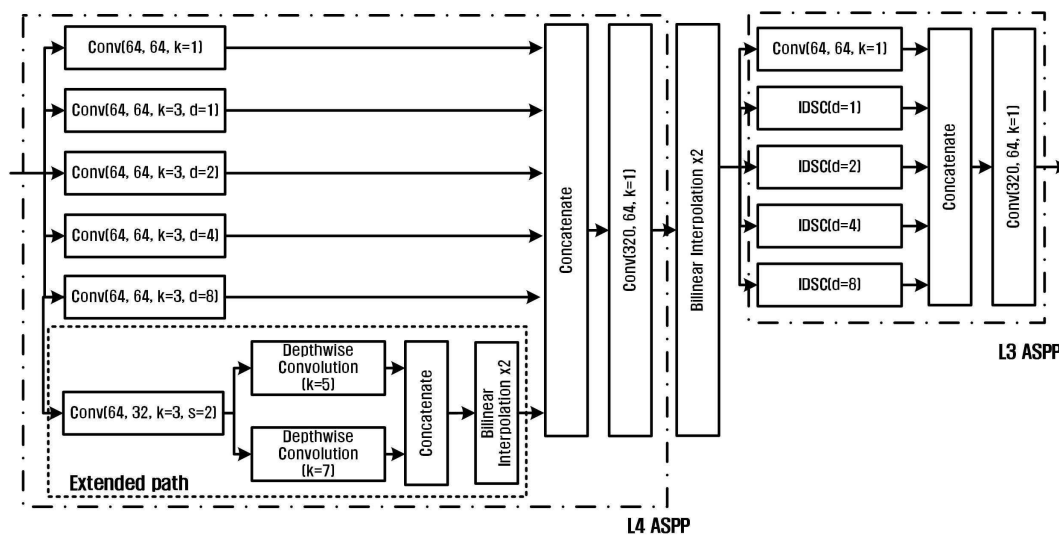 Conv(64, 64, k=1)
Conv(64, 64, k=3, d=1)
Conv(64, 64, k=3, d=2)
Conv(64, 64, k=3, d=4)
Conv(64, 64, k=3, d=8)
Conv(64, 32, k=3, s=2)
Depthwise
Convolution
(k=5)
Depthwise
Convolution
(k=7)
Concatenate
Bilinear
Interpolation x2
Extended path
Concatenate
Conv(320, 64, k=1)
L4 ASPP
Bilinear Interpolation x2
Conv(64, 64, k=1)
IDSC(d=1)
IDSC(d=2)
IDSC(d=4)
IDSC(d=8)
Concatenate
Conv(320, 64, k=1)
L3 ASPP